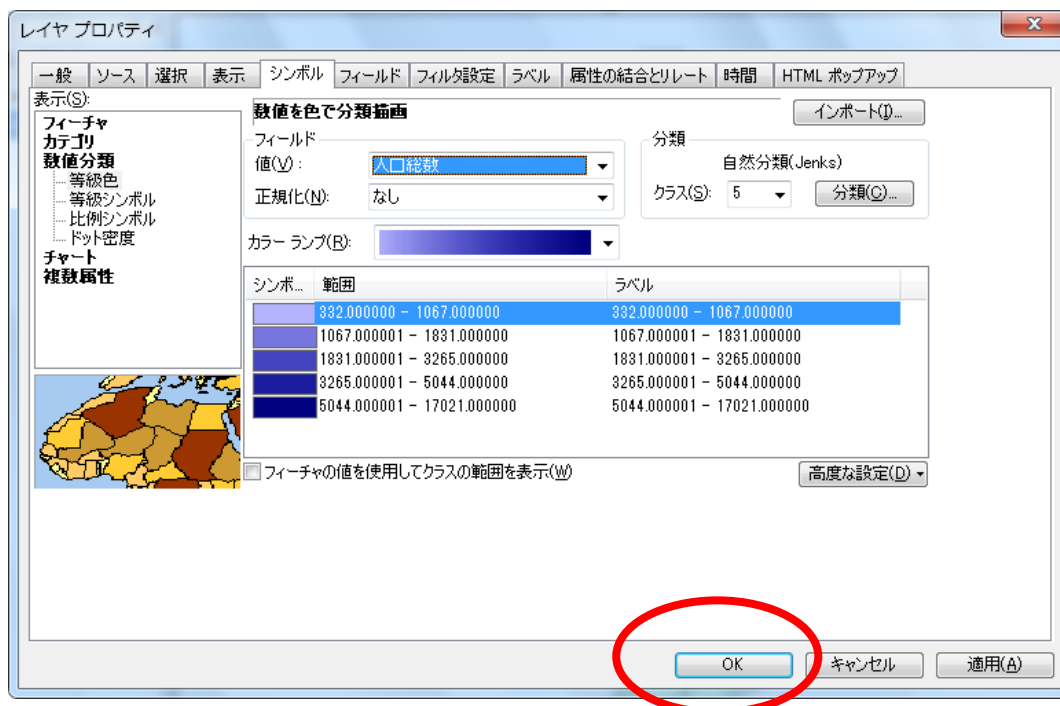 レイヤ プロパティ
一般 ソース 選択 表示 シンボル フィールド フィルタ設定 ラベル 属性の結合とリレート 時間 HTML ポップアップ
表示(S):
フィーチャ
カテゴリ
数値分類
等級色
等級シンボル
比例シンボル
ドット密度
チャート
複数属性
数値を色で分類描画
インポート(I)...
フィールド
値(V) : 人口総数
正規化(N): なし
分類
自然分類(Jenks)
クラス(S): 5 分類(C)...
カラー ランプ(R):
シンボ... 範囲 ラベル
332.000000 - 1067.000000 332.000000 - 1067.000000
1067.000001 - 1831.000000 1067.000001 - 1831.000000
1831.000001 - 3265.000000 1831.000001 - 3265.000000
3265.000001 - 5044.000000 3265.000001 - 5044.000000
5044.000001 - 17021.000000 5044.000001 - 17021.000000
フィーチャの値を使用してクラスの範囲を表示(W)
高度な設定(D)
OK キャンセル 適用(A)